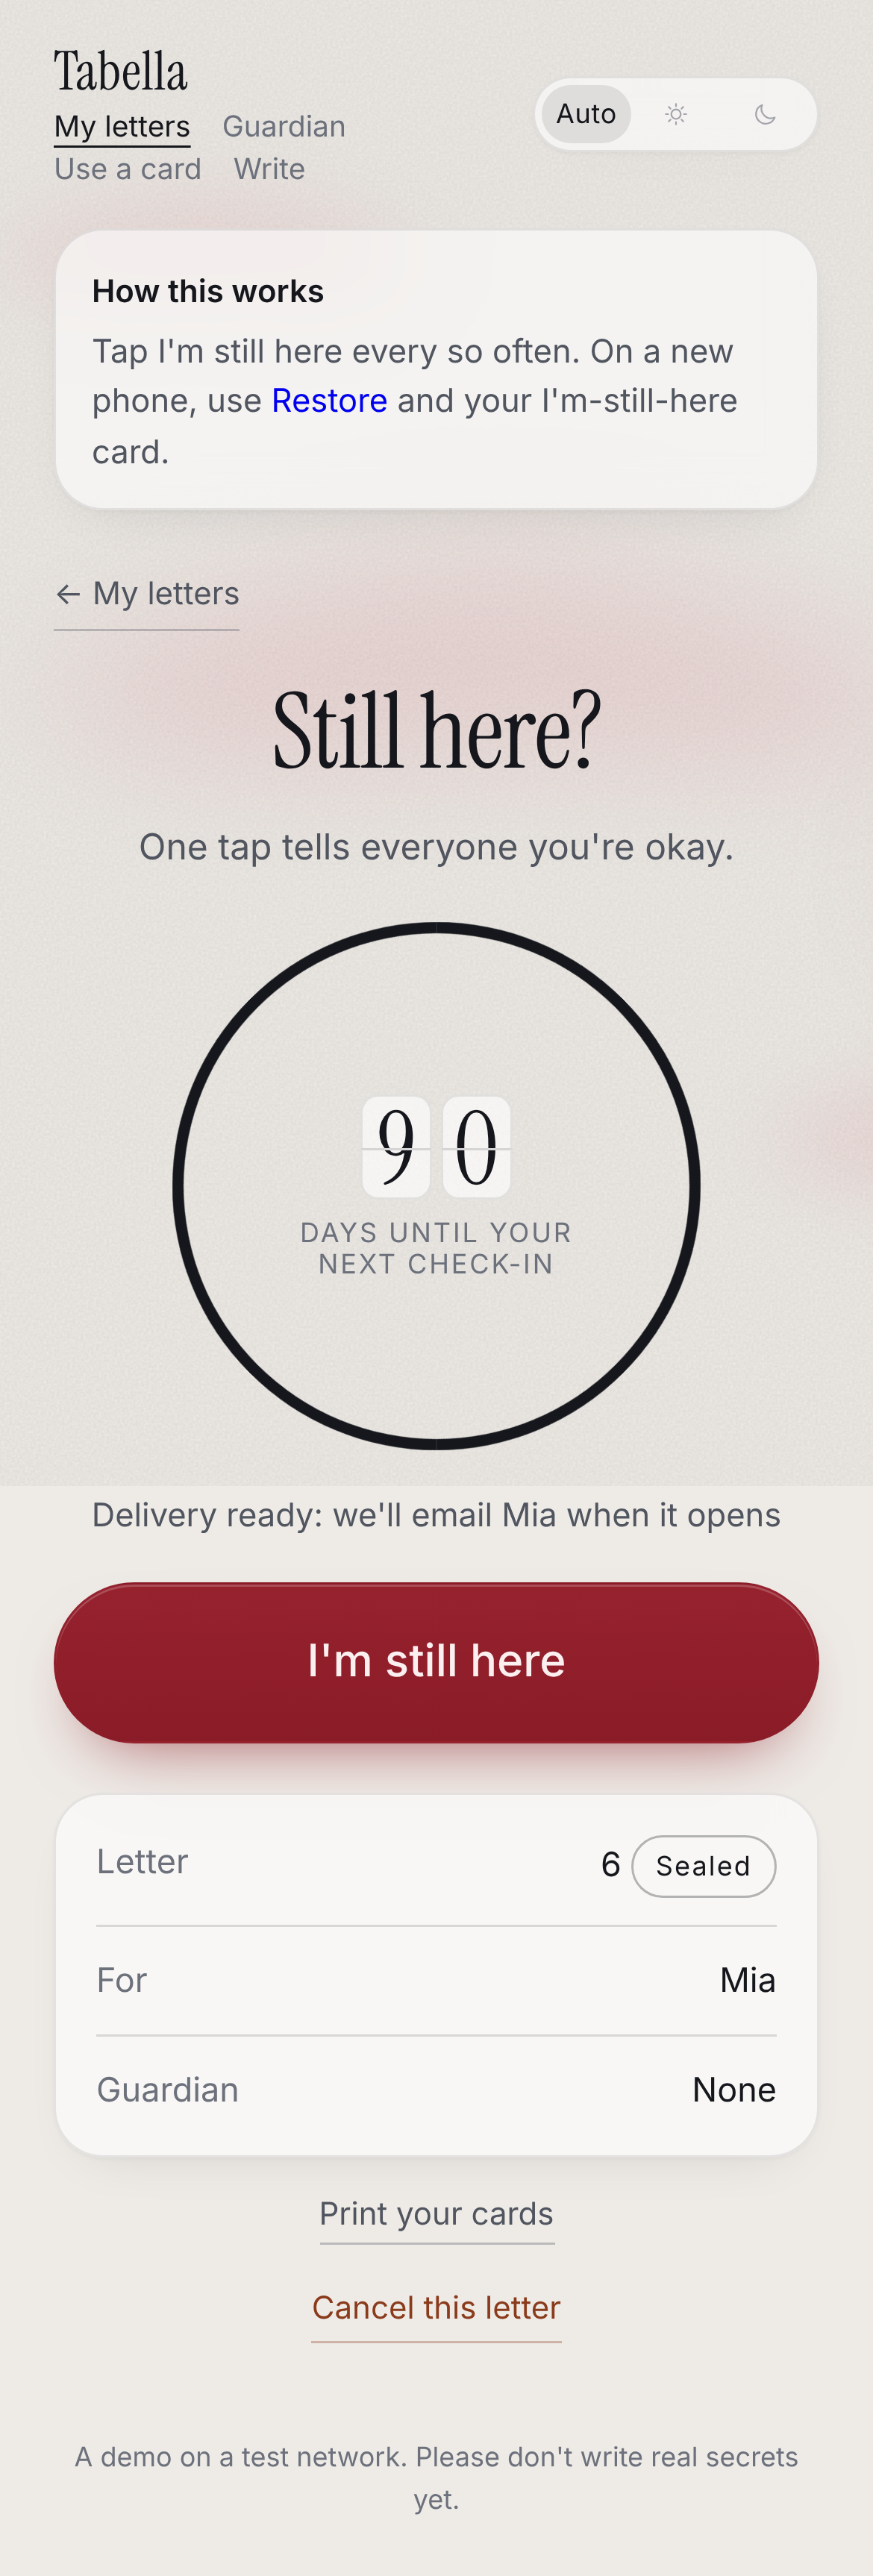 Tabella
My letters Guardian
Use a card Write
Auto
How this works
Tap I'm still here every so often. On a new
phone, use Restore and your I'm-still-here
card.
← My letters
Still here?
One tap tells everyone you're okay.
90
DAYS UNTIL YOUR
NEXT CHECK-IN
Delivery ready: we'll email Mia when it opens
I'm still here
Letter 6 Sealed
For Mia
Guardian None
Print your cards
Cancel this letter
A demo on a test network. Please don't write real secrets
yet.